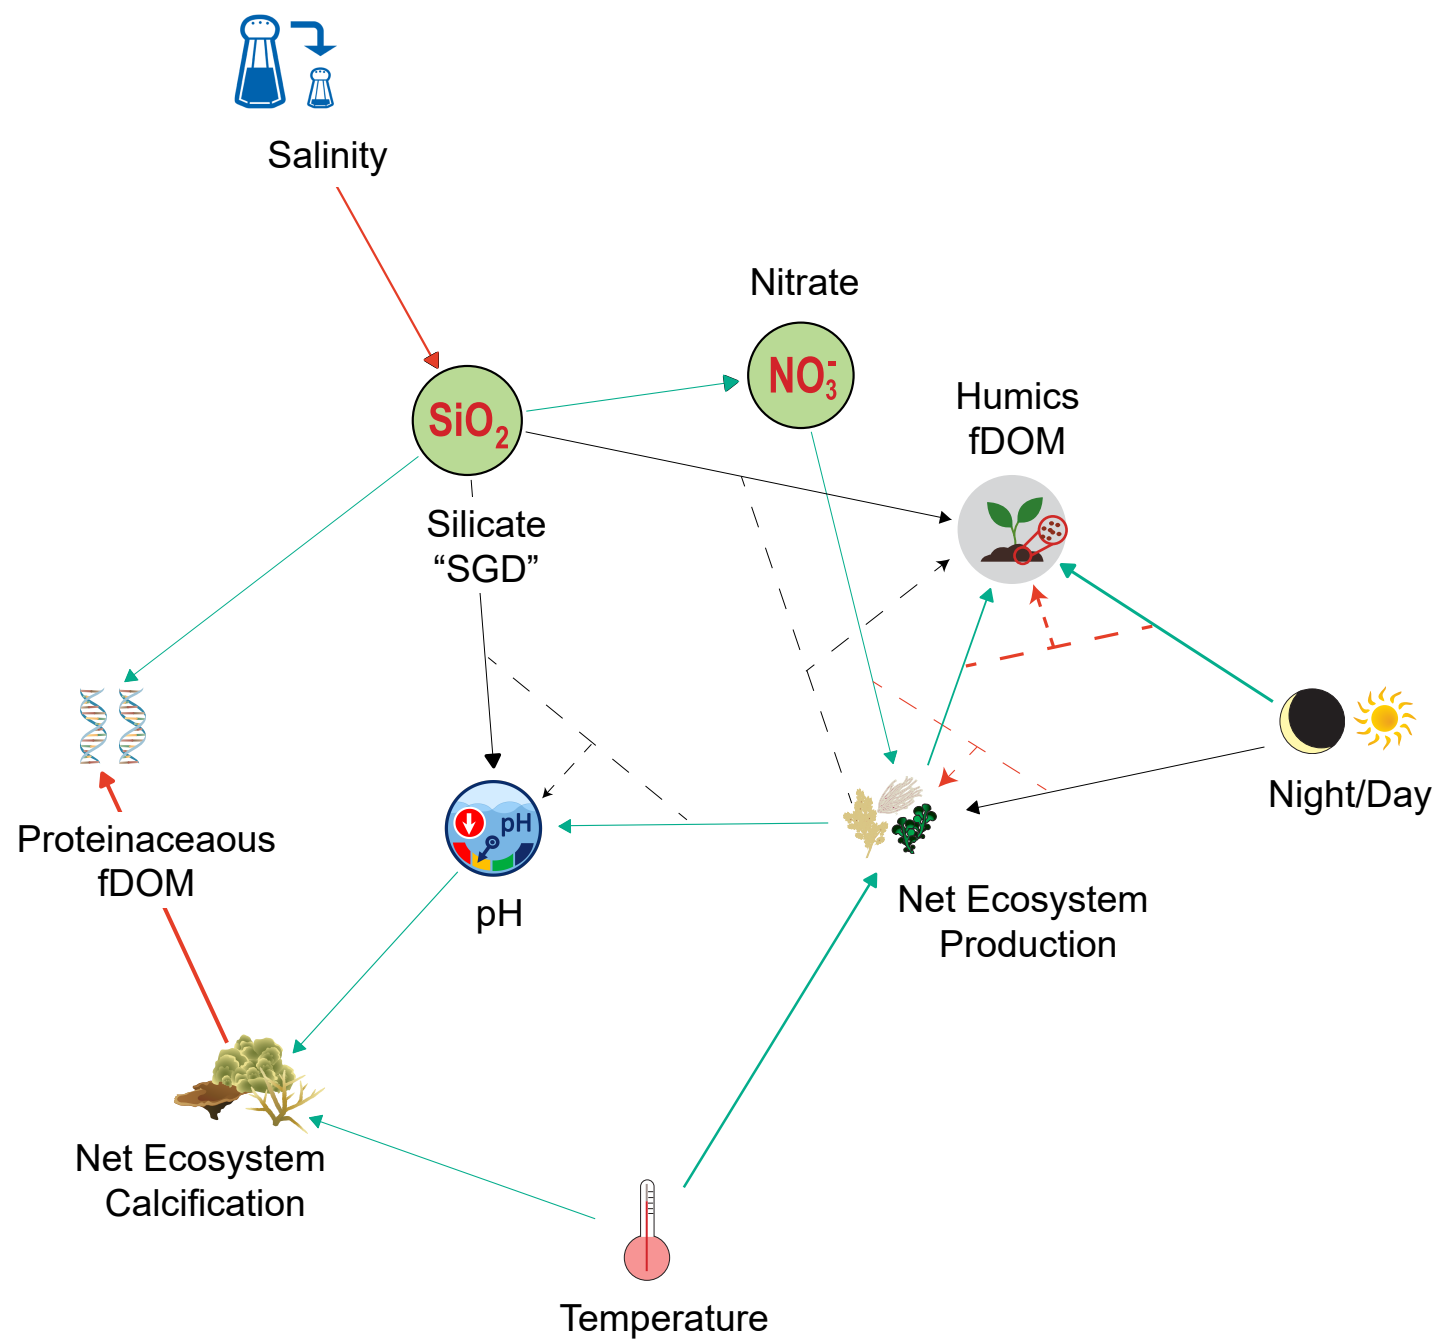 Salinity
Nitrate
NO₃⁻
Humics
fDOM
SiO₂
Silicate
“SGD”
Night/Day
Proteinaceaous
fDOM
pH
pH
Net Ecosystem
Production
Net Ecosystem
Calcification
Temperature